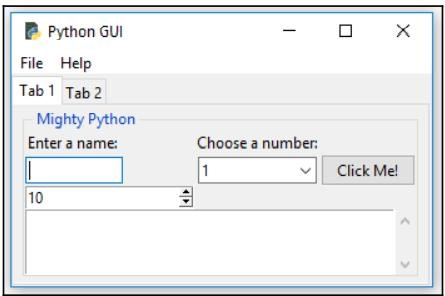 Python GUI
File Help
Tab 1 Tab 2
Mighty Python
Enter a name: Choose a number:
1 Click Me!
10